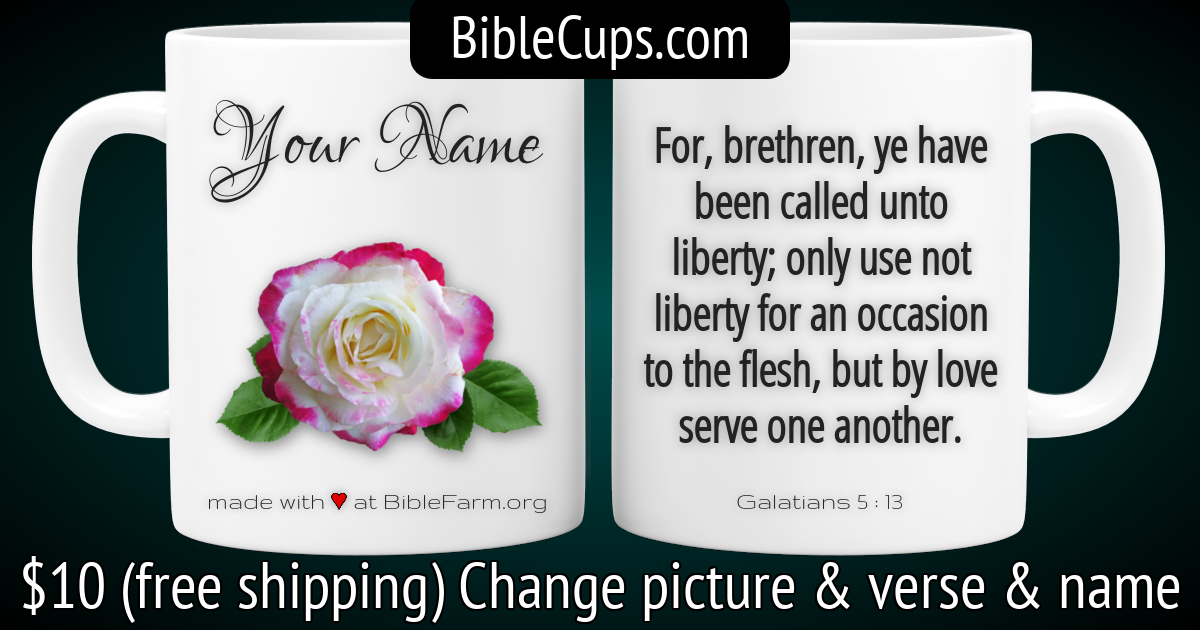 BibleCups.com
Your Name
made with ♥ at BibleFarm.org
For, brethren, ye have
been called unto
liberty; only use not
liberty for an occasion
to the flesh, but by love
serve one another.
Galatians 5 : 13
$10 (free shipping) Change picture & verse & name